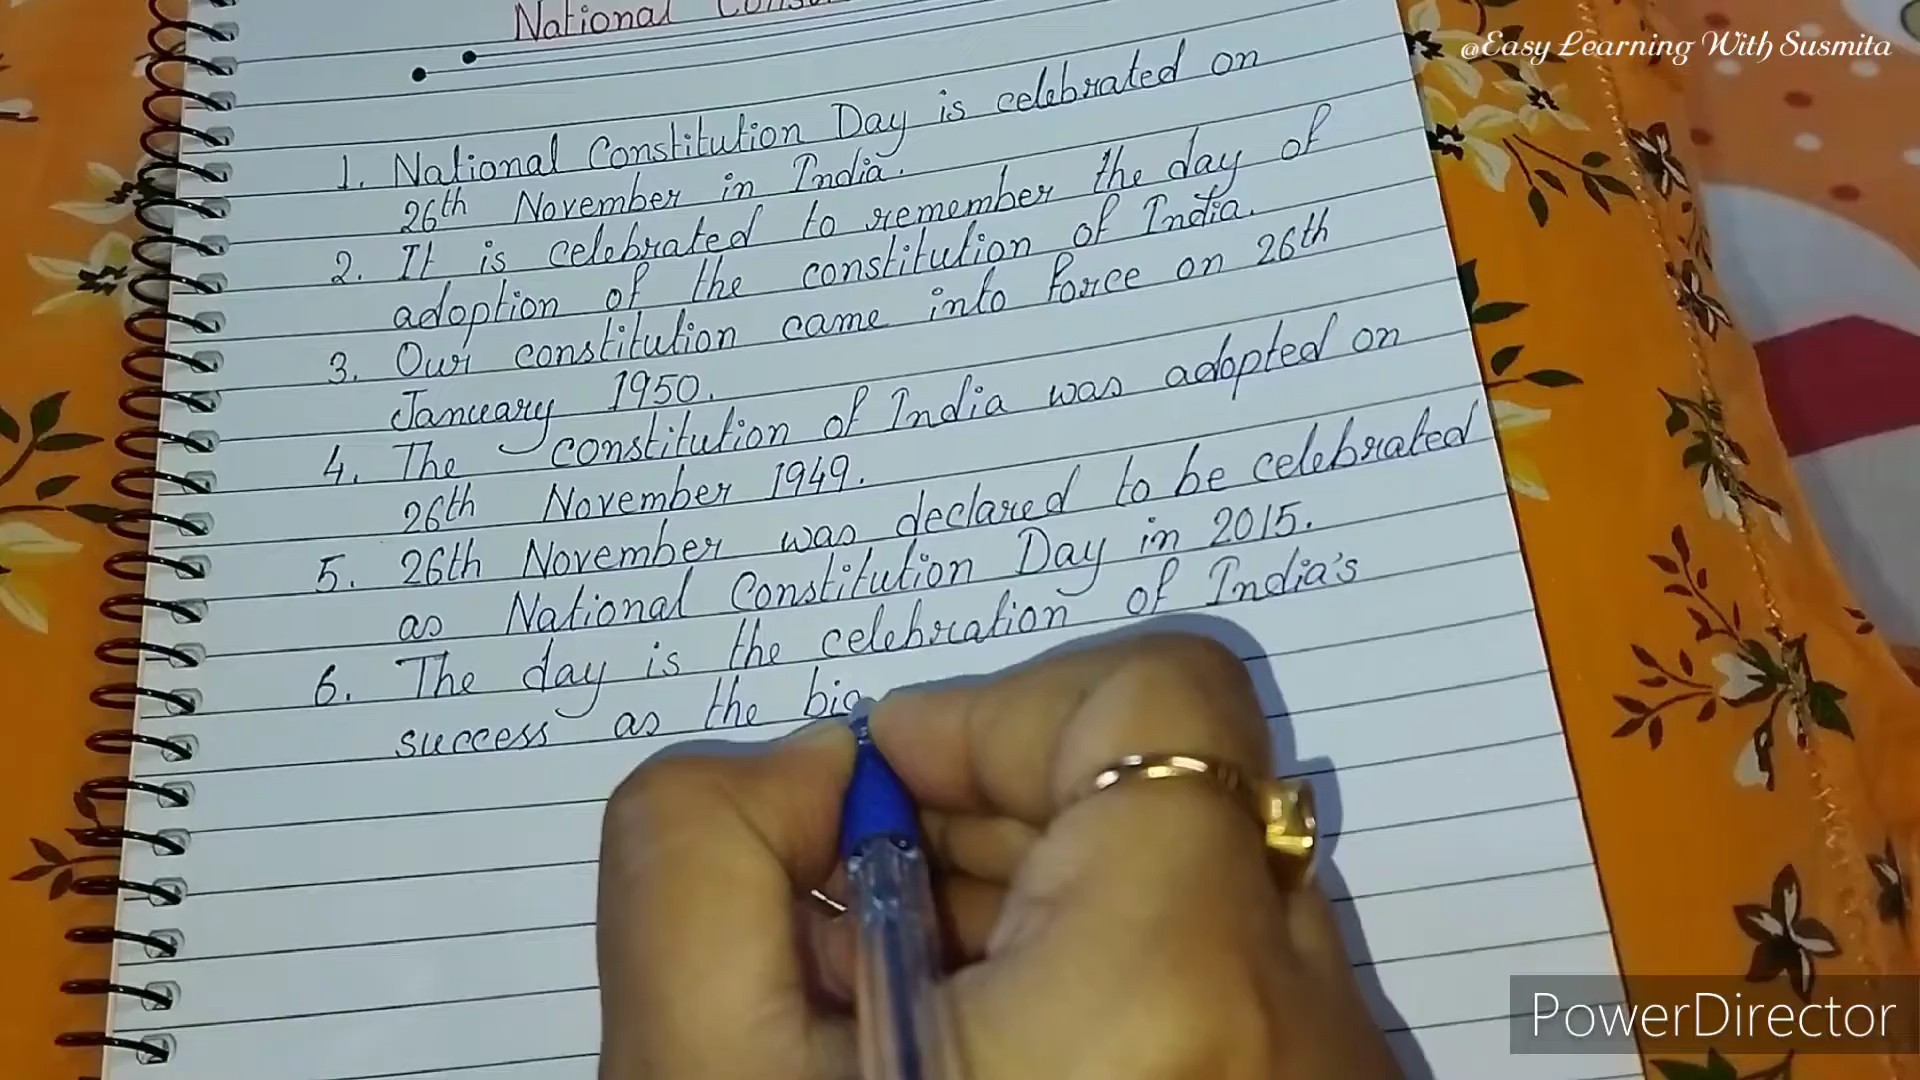 National
@Easy Learning With Susmita
1. National Constitution Day is celebrated on
26th November in India.
2. It is celebrated to remember the day of
adoption of the constitution of India.
3. Our constitution came into force on 26th
January 1950.
4. The constitution of India was adopted on
26th November 1949.
5. 26th November was declared to be celebrated
as National Constitution Day in 2015.
6. The day is the celebration of India's
success as the
PowerDirector